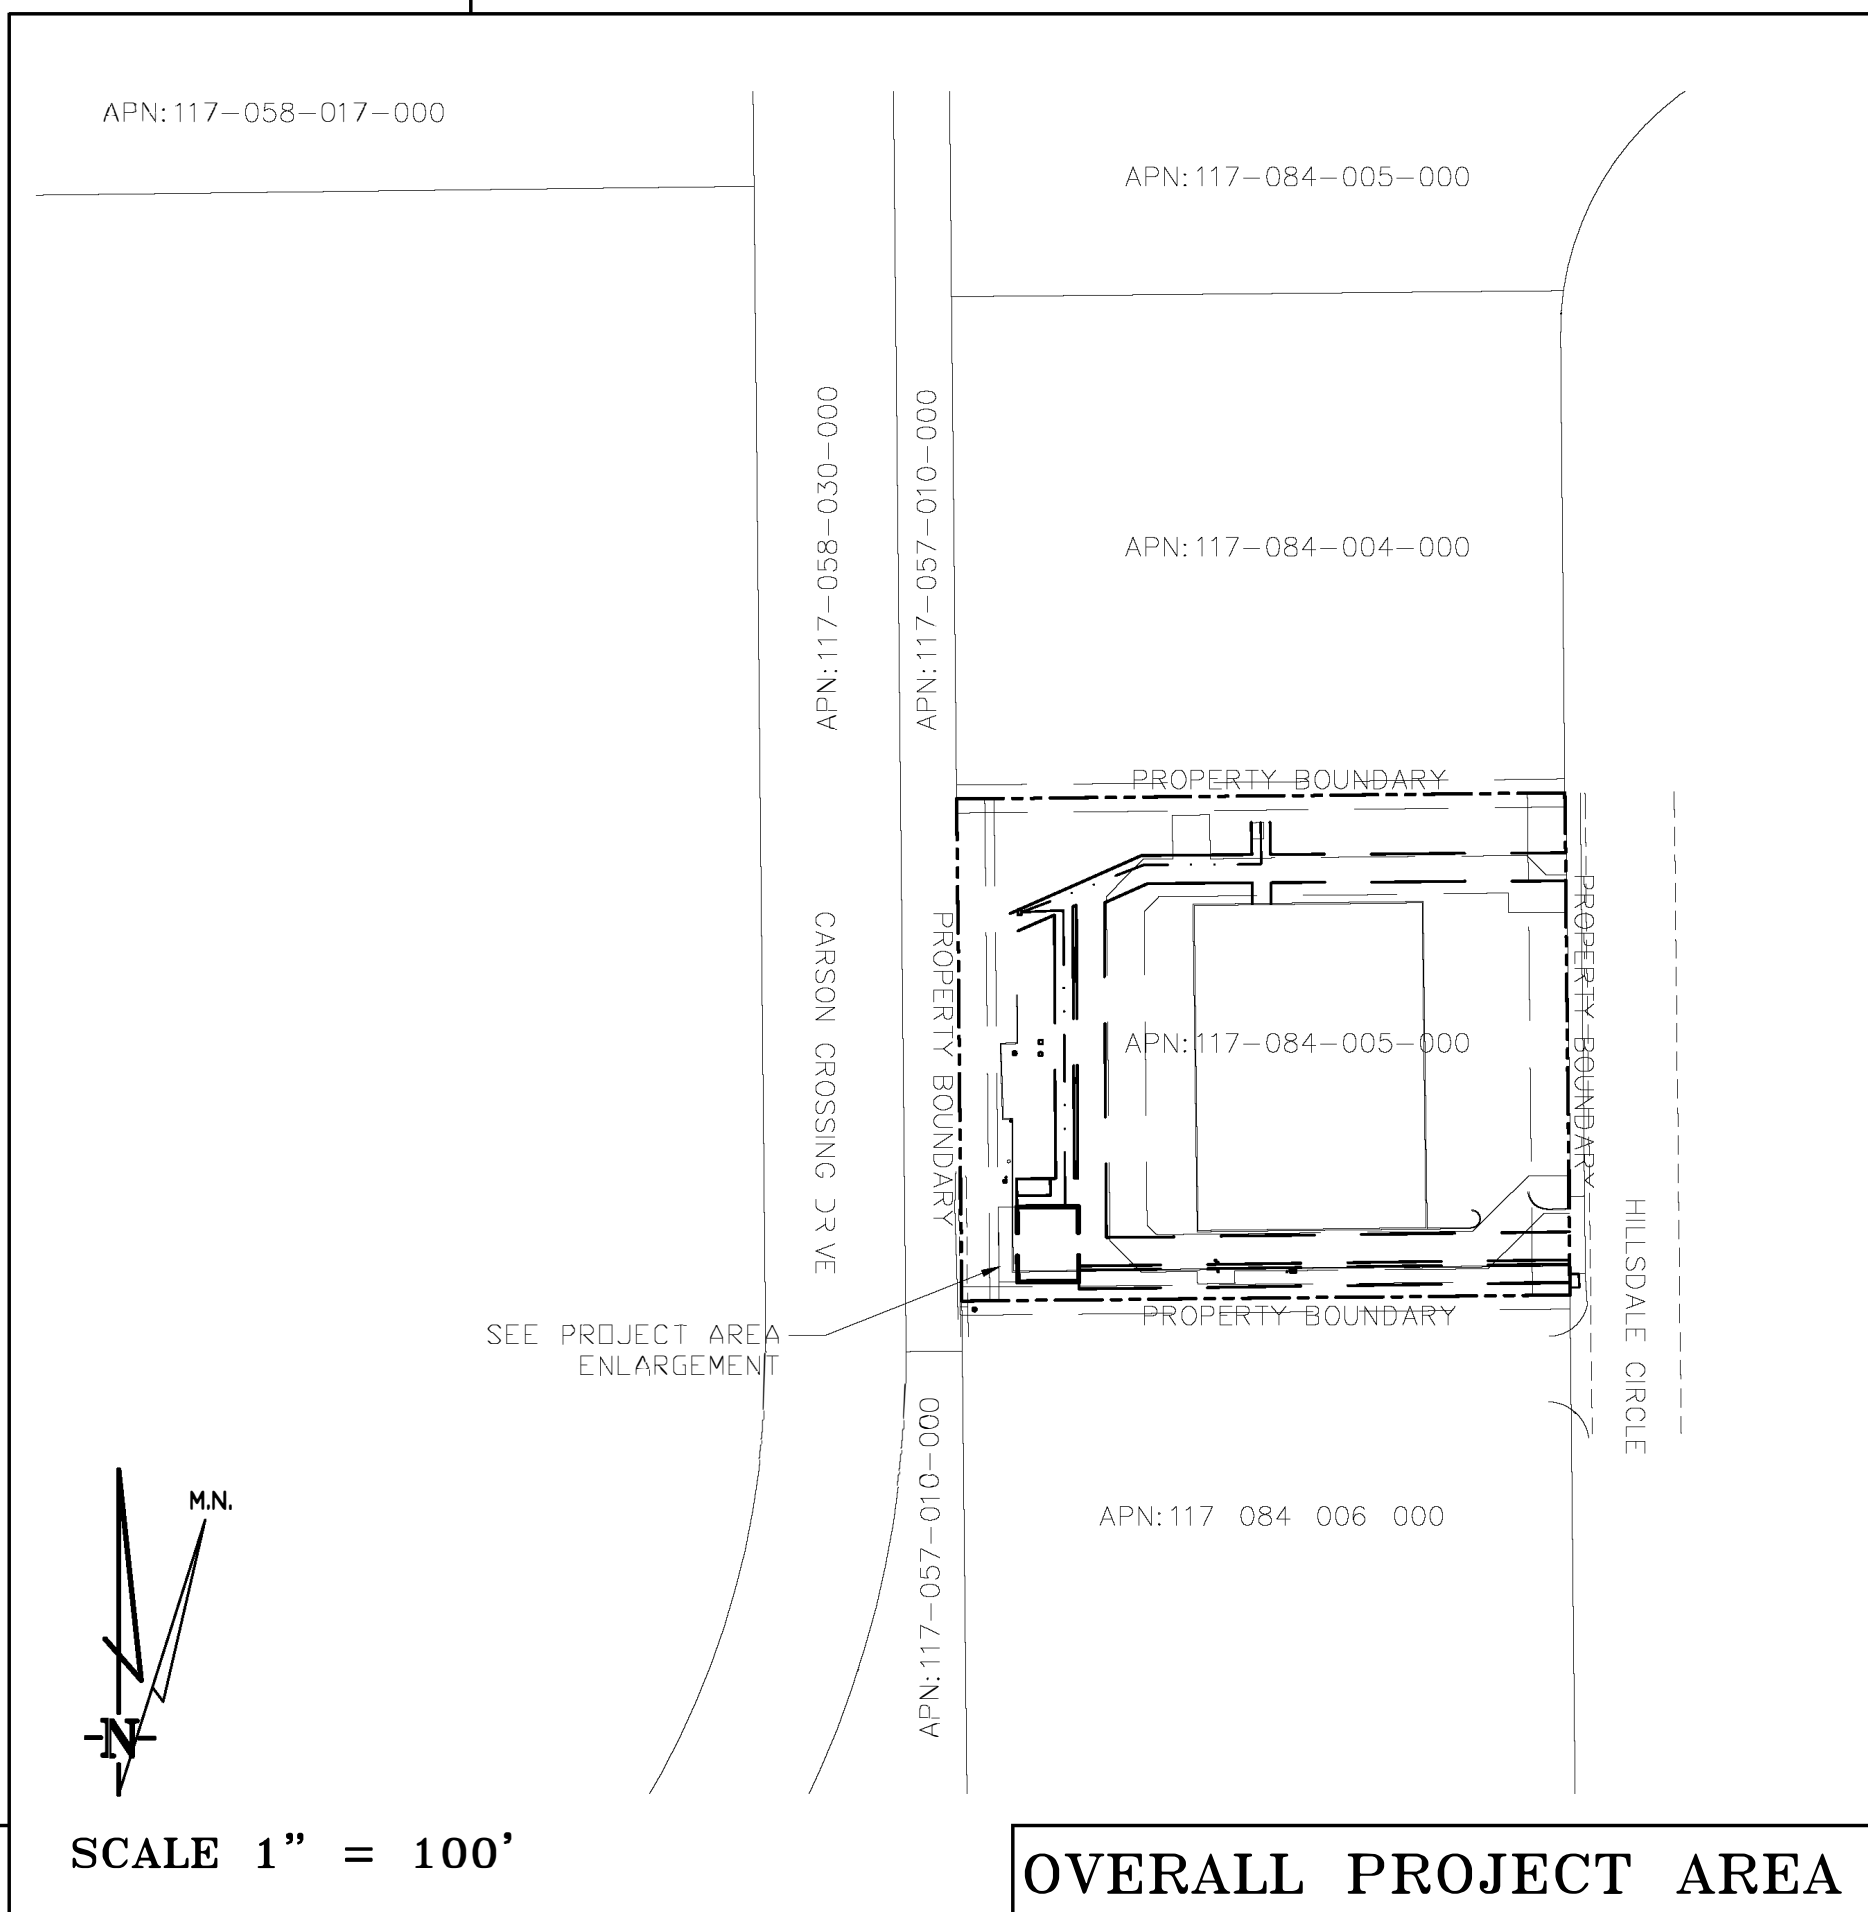 APN:117-058-017-000
APN:117-084-005-000
APN:117-058-030-000
APN:117-057-010-000
APN:117-084-004-000
PROPERTY BOUNDARY
CARSON CROSSING DRVE
PROPERTY BOUNDARY
APN:117-084-005-000
PROPERTY BOUNDARY
HILLSDALE CIRCLE
PROPERTY BOUNDARY
SEE PROJECT AREA
ENLARGEMENT
APN:117-057-010-000
APN:117 084 006 000
M.N.
N
SCALE 1" = 100'
OVERALL PROJECT AREA